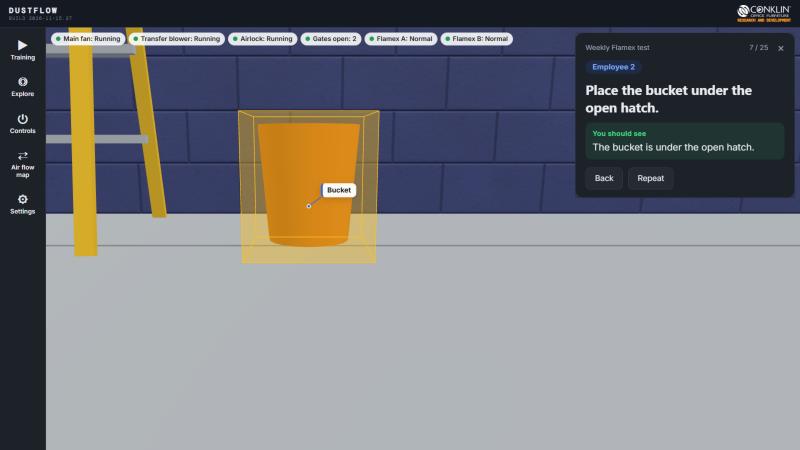 DUSTFLOW
BUILD 2026-11-15.27
CONKLIN
OFFICE FURNITURE
RESEARCH AND DEVELOPMENT
Training
Explore
Controls
Air flow
map
Settings
Main fan: Running
Transfer blower: Running
Airlock: Running
Gates open: 2
Flamex A: Normal
Flamex B: Normal
Weekly Flamex test
7 / 25
Employee 2
Place the bucket under the
open hatch.
You should see
The bucket is under the open hatch.
Back
Repeat
Bucket